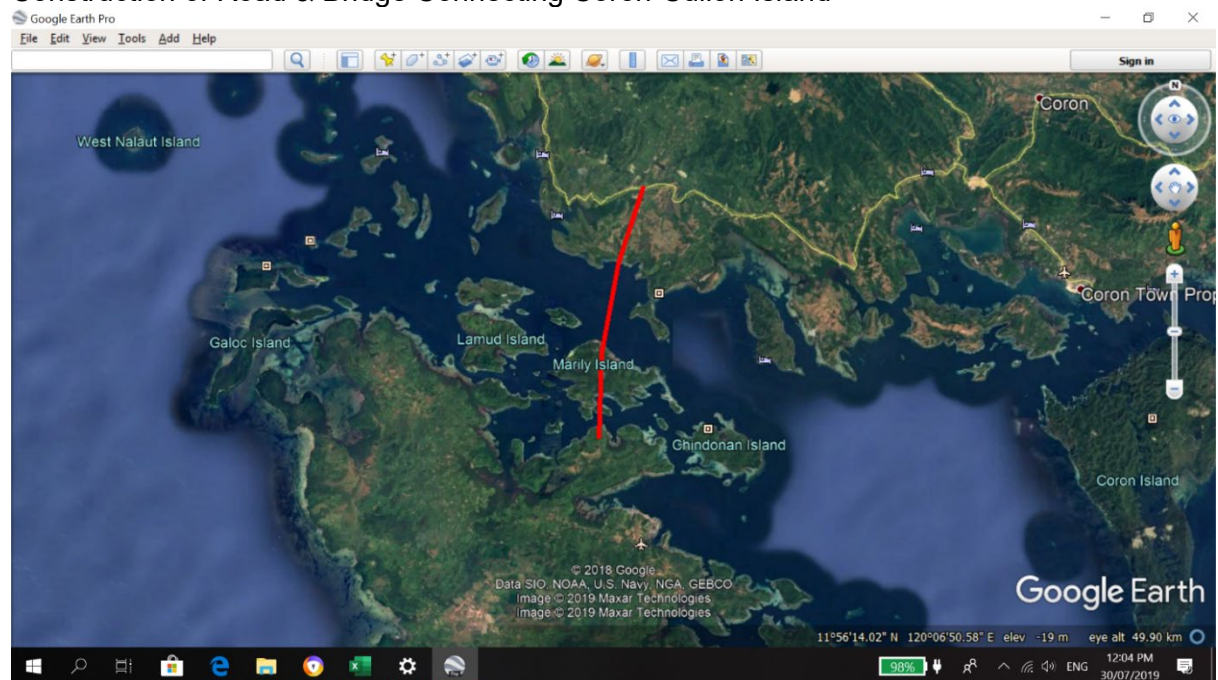 Construction of Road & Bridge Connecting Coron-Culion Island
Google Earth Pro
File Edit View Tools Add Help
Sign in
N
Coron
West Nalaut Island
Coron Town Prop
Galoc Island
Lamud Island
Marily Island
Chindonan Island
Coron Island
© 2018 Google
Data SIO, NOAA, U.S. Navy, NGA, GEBCO
Image © 2019 Maxar Technologies
Image © 2019 Maxar Technologies
Google Earth
11°56'14.02" N 120°06'50.58" E elev -19 m eye alt 49.90 km
98% ENG 12:04 PM
30/07/2019